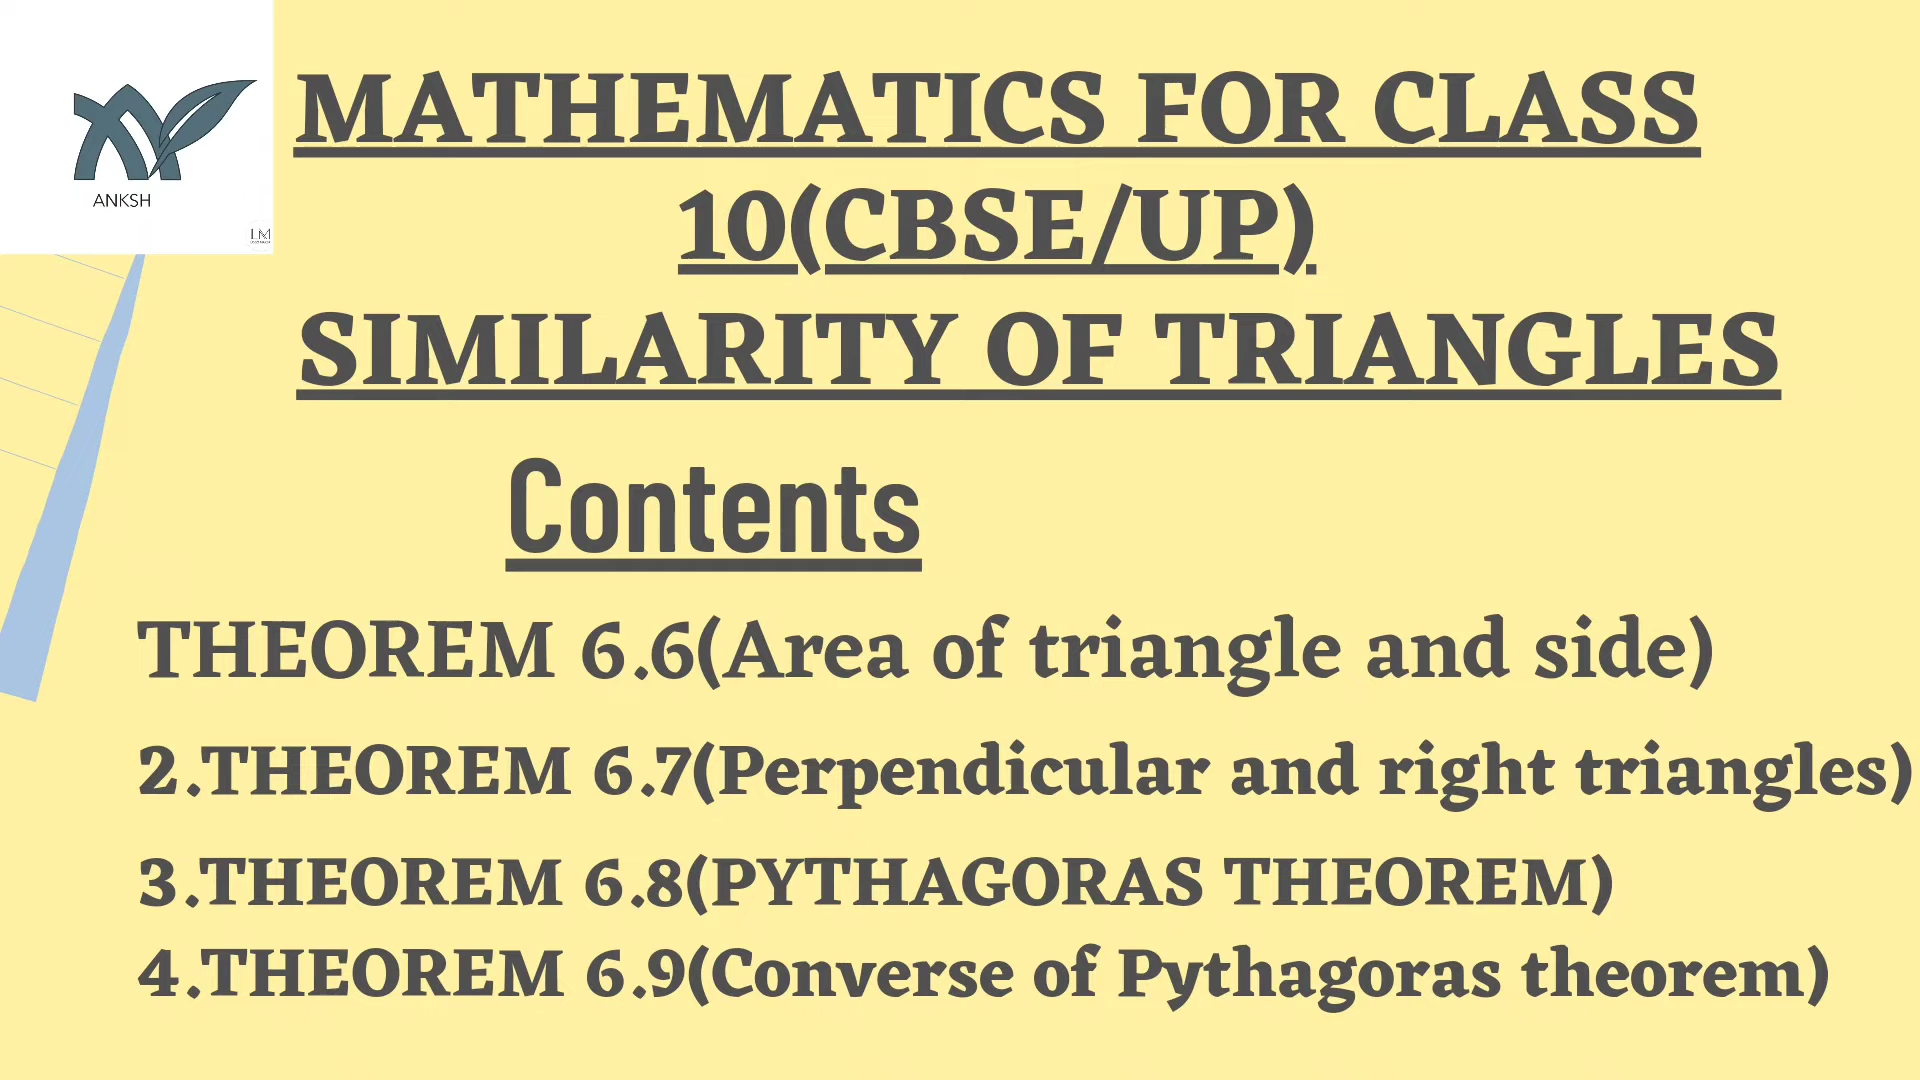 ANKSH
LM
MATHEMATICS FOR CLASS
10(CBSE/UP)
SIMILARITY OF TRIANGLES
Contents
THEOREM 6.6(Area of triangle and side)
2.THEOREM 6.7(Perpendicular and right triangles)
3.THEOREM 6.8(PYTHAGORAS THEOREM)
4.THEOREM 6.9(Converse of Pythagoras theorem)